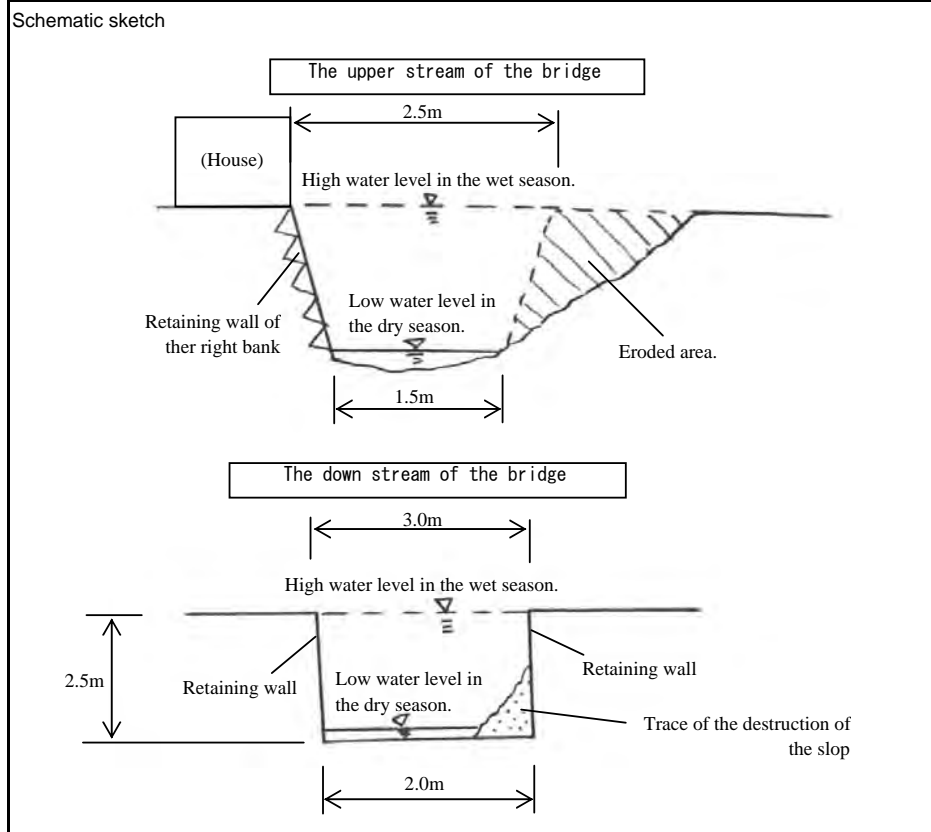 Schematic sketch
The upper stream of the bridge
2.5m
(House)
High water level in the wet season.
Low water level in
the dry season.
Retaining wall of
ther right bank
Eroded area.
1.5m
The down stream of the bridge
3.0m
High water level in the wet season.
2.5m
Retaining wall
Low water level in
the dry season.
Retaining wall
Trace of the destruction of
the slop
2.0m